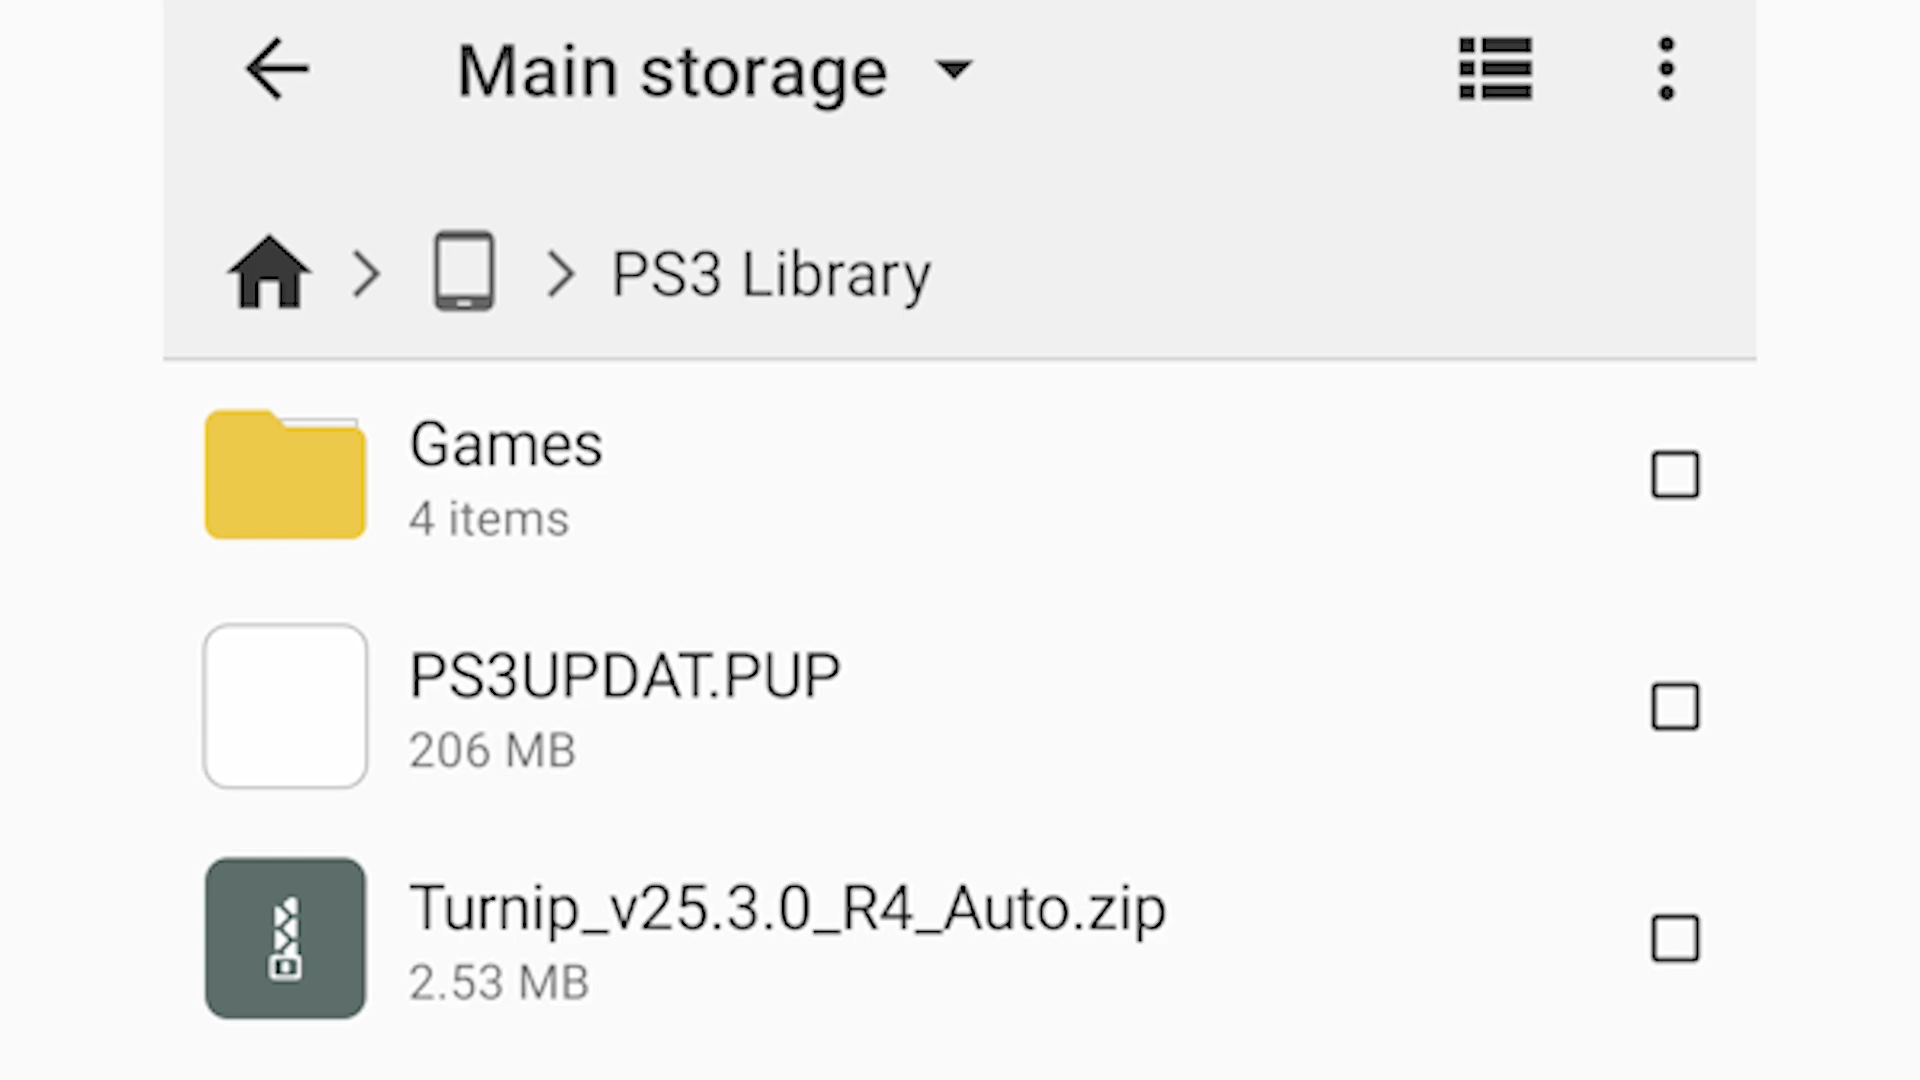 Main storage
PS3 Library
Games
4 items
PS3UPDAT.PUP
206 MB
Turnip_v25.3.0_R4_Auto.zip
2.53 MB